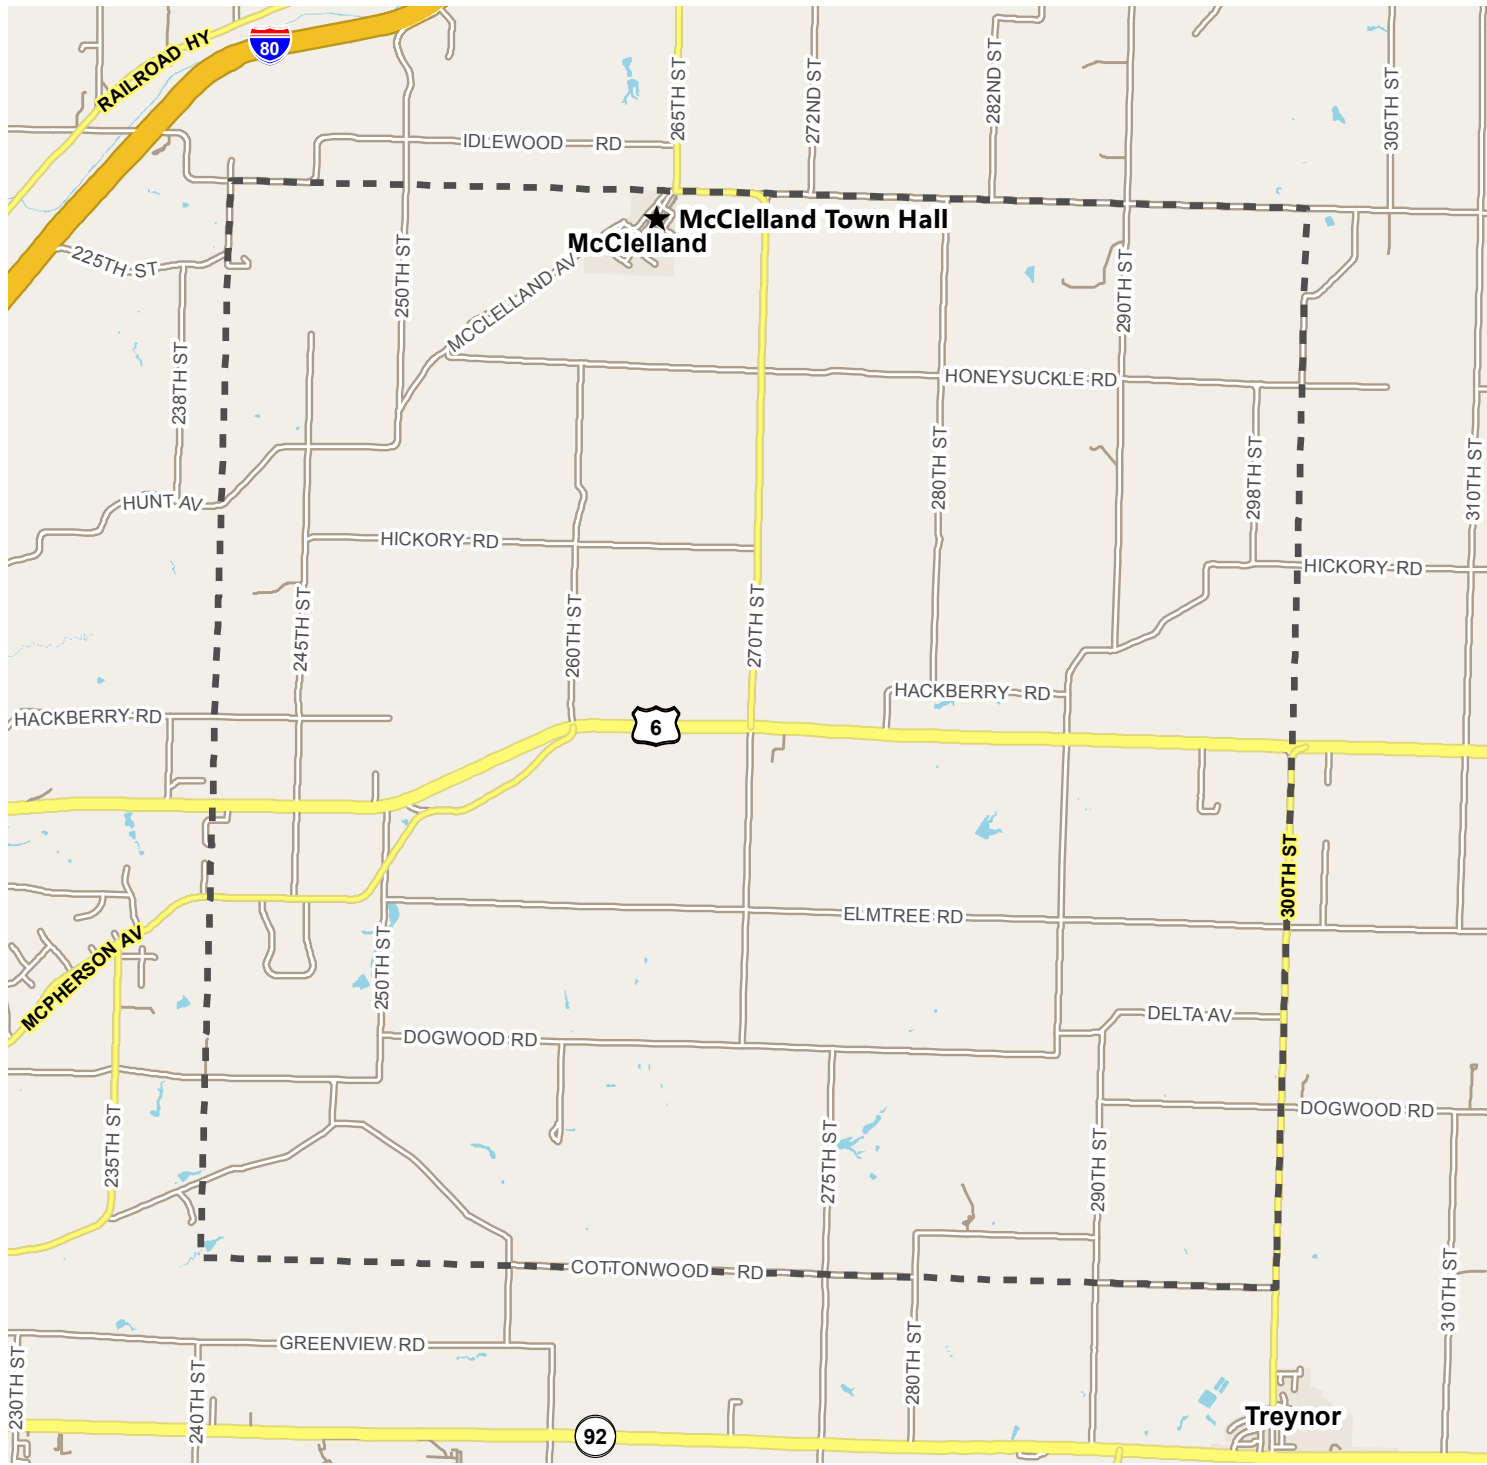 80
RAILROAD HY
265TH ST
272ND ST
282ND ST
305TH ST
IDLEWOOD RD
McClelland Town Hall
McClelland
225TH ST
250TH ST
MCCLELLAND AV
290TH ST
238TH ST
HONEYSUCKLE RD
280TH ST
298TH ST
310TH ST
HUNT AV
HICKORY RD
HICKORY RD
245TH ST
260TH ST
270TH ST
HACKBERRY RD
HACKBERRY RD
6
300TH ST
ELMTREE RD
MCPHERSON AV
250TH ST
DELTA AV
DOGWOOD RD
DOGWOOD RD
235TH ST
275TH ST
290TH ST
COTTONWOOD RD
310TH ST
GREENVIEW RD
230TH ST
240TH ST
280TH ST
Treynor
92